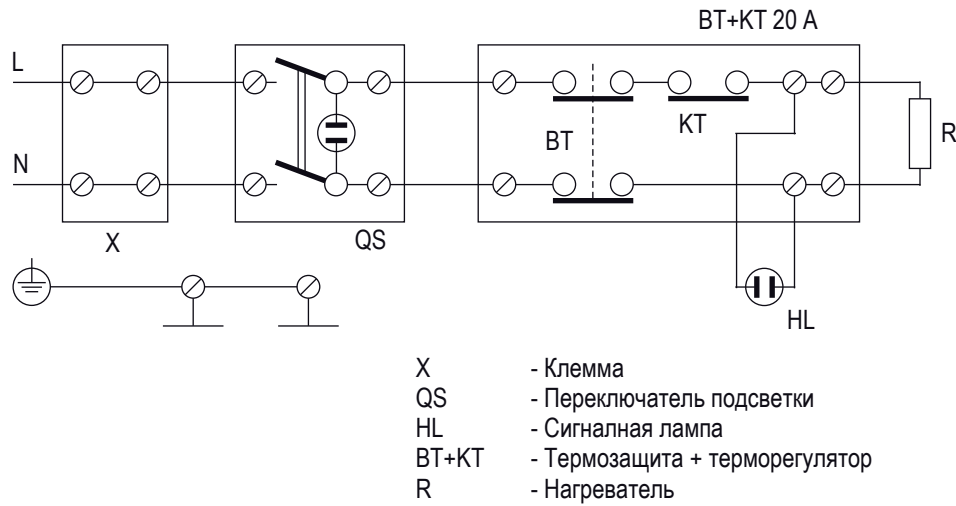 BT+KT 20 A
L
N
BT
KT
R
X
QS
HL
X - Клемма
QS - Переключатель подсветки
HL - Сигналная лампа
BT+KT - Термозащита + терморегулятор
R - Нагреватель